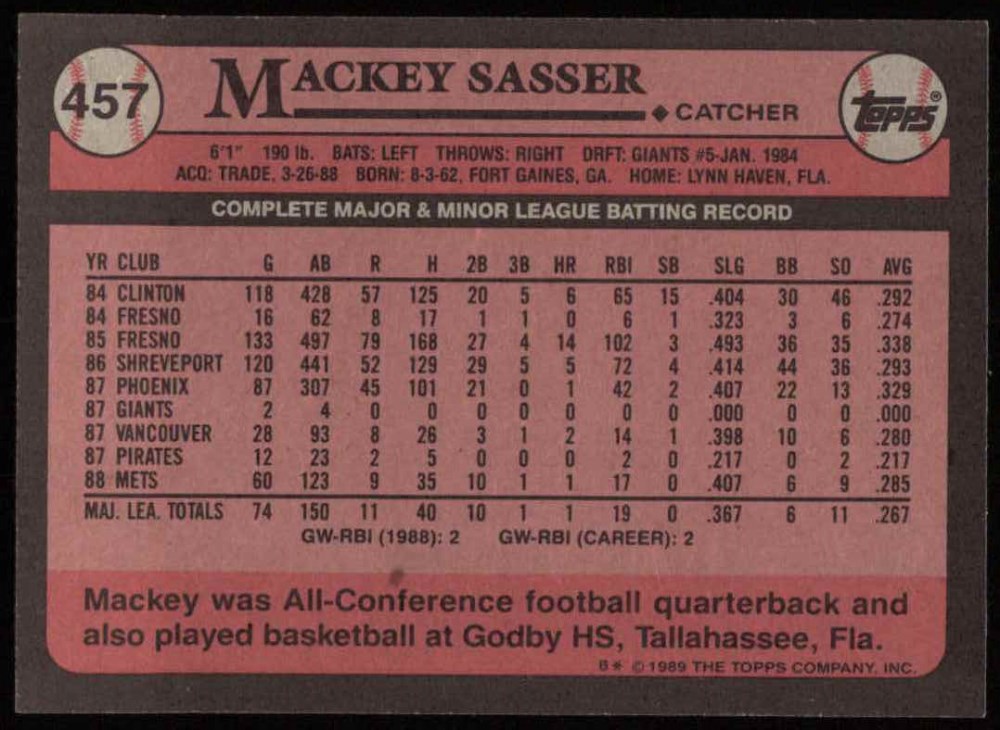 457
MACKEY SASSER
◆ CATCHER
Topps®
6'1" 190 lb. BATS: LEFT THROWS: RIGHT DRFT: GIANTS #5-JAN. 1984
ACQ: TRADE, 3-26-88 BORN: 8-3-62, FORT GAINES, GA. HOME: LYNN HAVEN, FLA.
COMPLETE MAJOR & MINOR LEAGUE BATTING RECORD
YR CLUB G AB R H 2B 3B HR RBI SB SLG BB SO AVG
84 CLINTON 118 428 57 125 20 5 6 65 15 .404 30 46 .292
84 FRESNO 16 62 8 17 1 1 0 6 1 .323 3 6 .274
85 FRESNO 133 497 79 168 27 4 14 102 3 .493 36 35 .338
86 SHREVEPORT 120 441 52 129 29 5 5 72 4 .414 44 36 .293
87 PHOENIX 87 307 45 101 21 0 1 42 2 .407 22 13 .329
87 GIANTS 2 4 0 0 0 0 0 0 0 .000 0 0 .000
87 VANCOUVER 28 93 8 26 3 1 2 14 1 .398 10 6 .280
87 PIRATES 12 23 2 5 0 0 0 2 0 .217 0 2 .217
88 METS 60 123 9 35 10 1 1 17 0 .407 6 9 .285
MAJ. LEA. TOTALS 74 150 11 40 10 1 1 19 0 .367 6 11 .267
GW-RBI (1988): 2 GW-RBI (CAREER): 2
Mackey was All-Conference football quarterback and
also played basketball at Godby HS, Tallahassee, Fla.
B* © 1989 THE TOPPS COMPANY, INC.